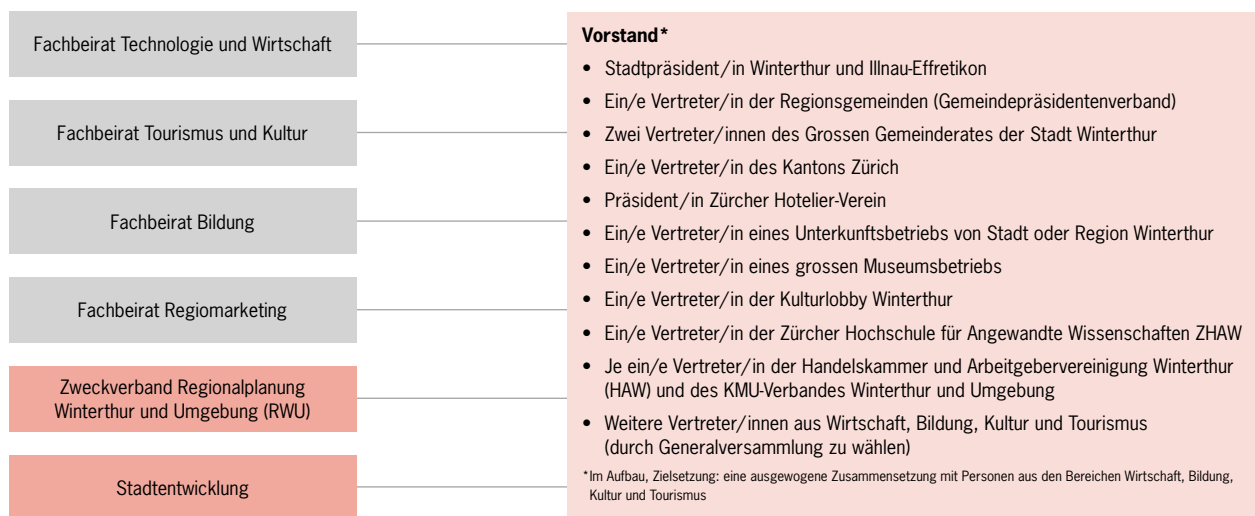 Fachbeirat Technologie und Wirtschaft
Fachbeirat Tourismus und Kultur
Fachbeirat Bildung
Fachbeirat Regiomarketing
Zweckverband Regionalplanung
Winterthur und Umgebung (RWU)
Stadtentwicklung
Vorstand*
• Stadtpräsident/in Winterthur und Illnau-Effretikon
• Ein/e Vertreter/in der Regionsgemeinden (Gemeindepräsidentenverband)
• Zwei Vertreter/innen des Grossen Gemeinderates der Stadt Winterthur
• Ein/e Vertreter/in des Kantons Zürich
• Präsident/in Zürcher Hotelier-Verein
• Ein/e Vertreter/in eines Unterkunftsbetriebs von Stadt oder Region Winterthur
• Ein/e Vertreter/in eines grossen Museumsbetriebs
• Ein/e Vertreter/in der Kulturlobby Winterthur
• Ein/e Vertreter/in der Zürcher Hochschule für Angewandte Wissenschaften ZHAW
• Je ein/e Vertreter/in der Handelskammer und Arbeitgebervereinigung Winterthur
(HAW) und des KMU-Verbandes Winterthur und Umgebung
• Weitere Vertreter/innen aus Wirtschaft, Bildung, Kultur und Tourismus
(durch Generalversammlung zu wählen)
*Im Aufbau, Zielsetzung: eine ausgewogene Zusammensetzung mit Personen aus den Bereichen Wirtschaft, Bildung,
Kultur und Tourismus